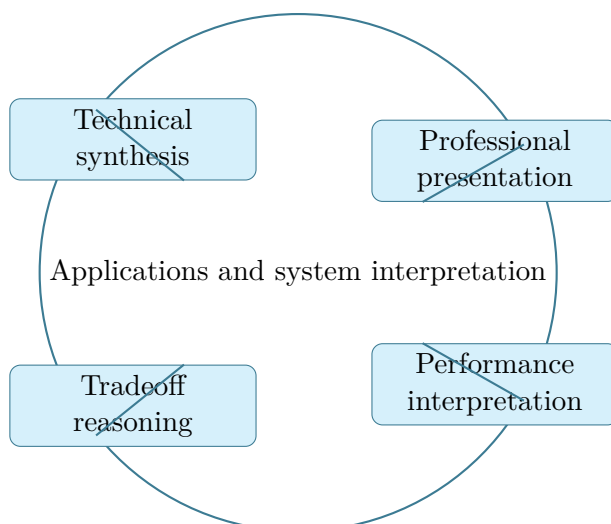 Technical
synthesis
Professional
presentation
Applications and system interpretation
Tradeoff
reasoning
Performance
interpretation